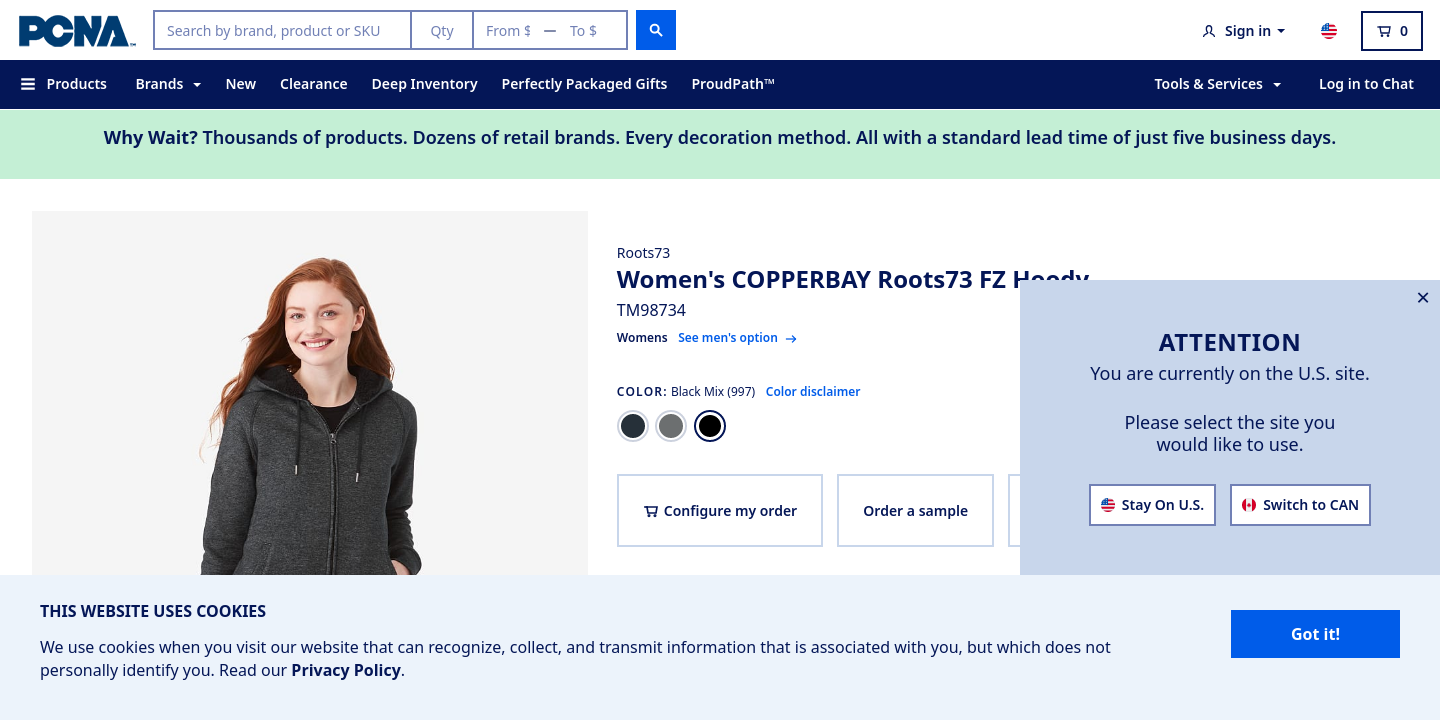 PCNA™
Search by brand, product or SKU
Qty
From $
To $
Sign in
0
Products
Brands
New
Clearance
Deep Inventory
Perfectly Packaged Gifts
ProudPath™
Tools & Services
Log in to Chat
Why Wait? Thousands of products. Dozens of retail brands. Every decoration method. All with a standard lead time of just five business days.
Roots73
Women's COPPERBAY Roots73 FZ Hoody
TM98734
Womens See men's option
COLOR: Black Mix (997) Color disclaimer
Configure my order
Order a sample
ATTENTION
You are currently on the U.S. site.
Please select the site you
would like to use.
Stay On U.S.
Switch to CAN
THIS WEBSITE USES COOKIES
We use cookies when you visit our website that can recognize, collect, and transmit information that is associated with you, but which does not
personally identify you. Read our Privacy Policy.
Got it!